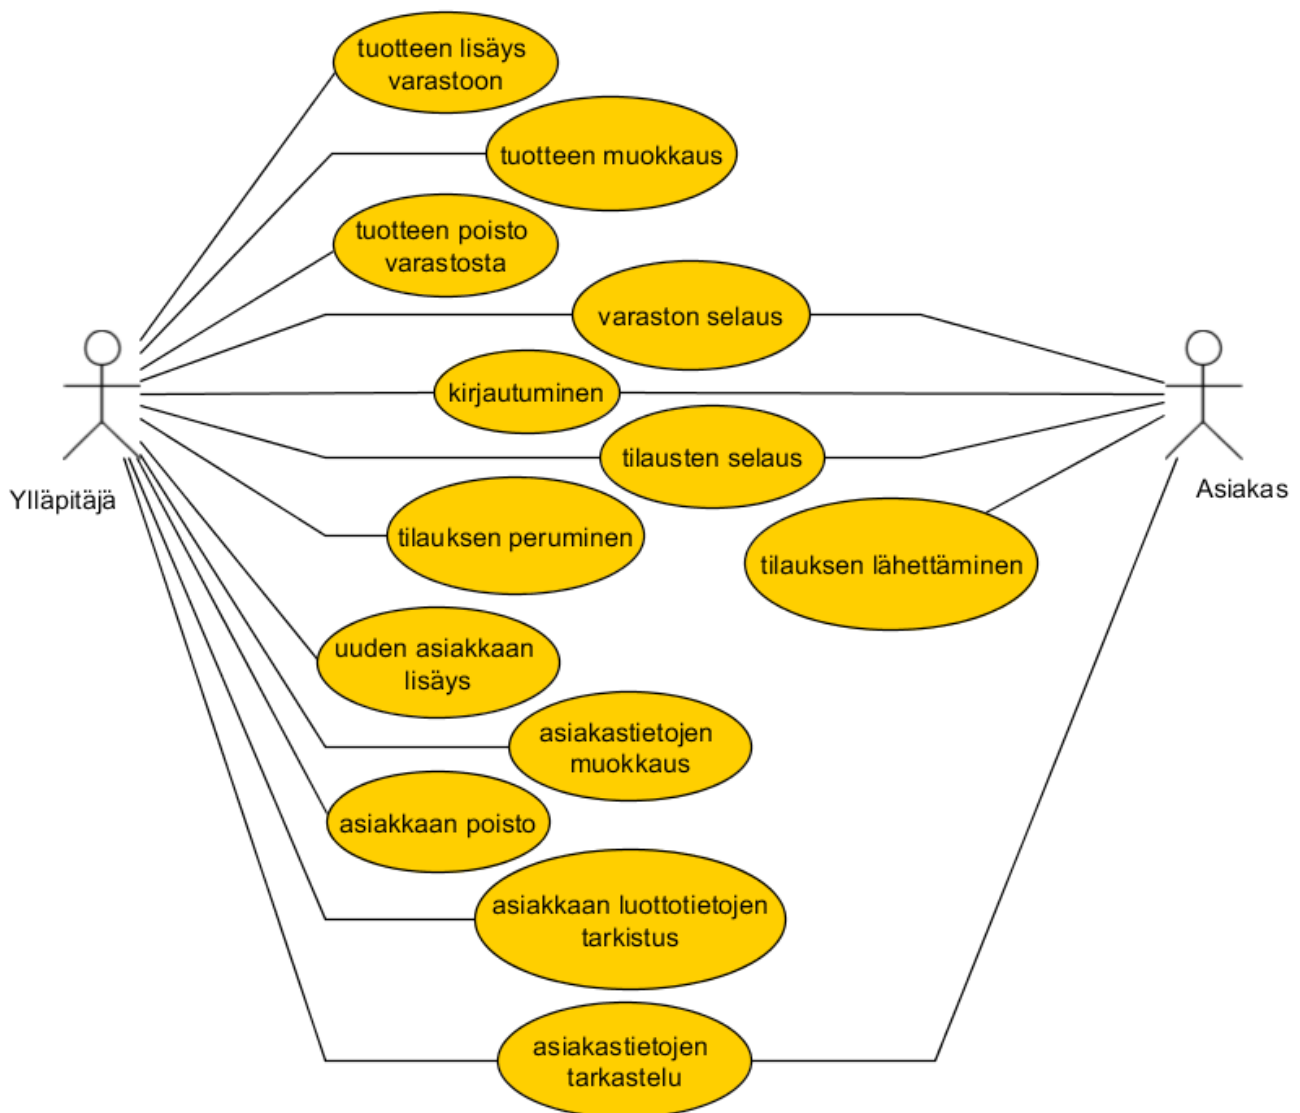 tuotteen lisäys
varastoon
tuotteen muokkaus
tuotteen poisto
varastosta
varaston selaus
kirjautuminen
tilausten selaus
Ylläpitäjä
Asiakas
tilauksen peruminen
tilauksen lähettäminen
uuden asiakkaan
lisäys
asiakastietojen
muokkaus
asiakkaan poisto
asiakkaan luottotietojen
tarkistus
asiakastietojen
tarkastelu